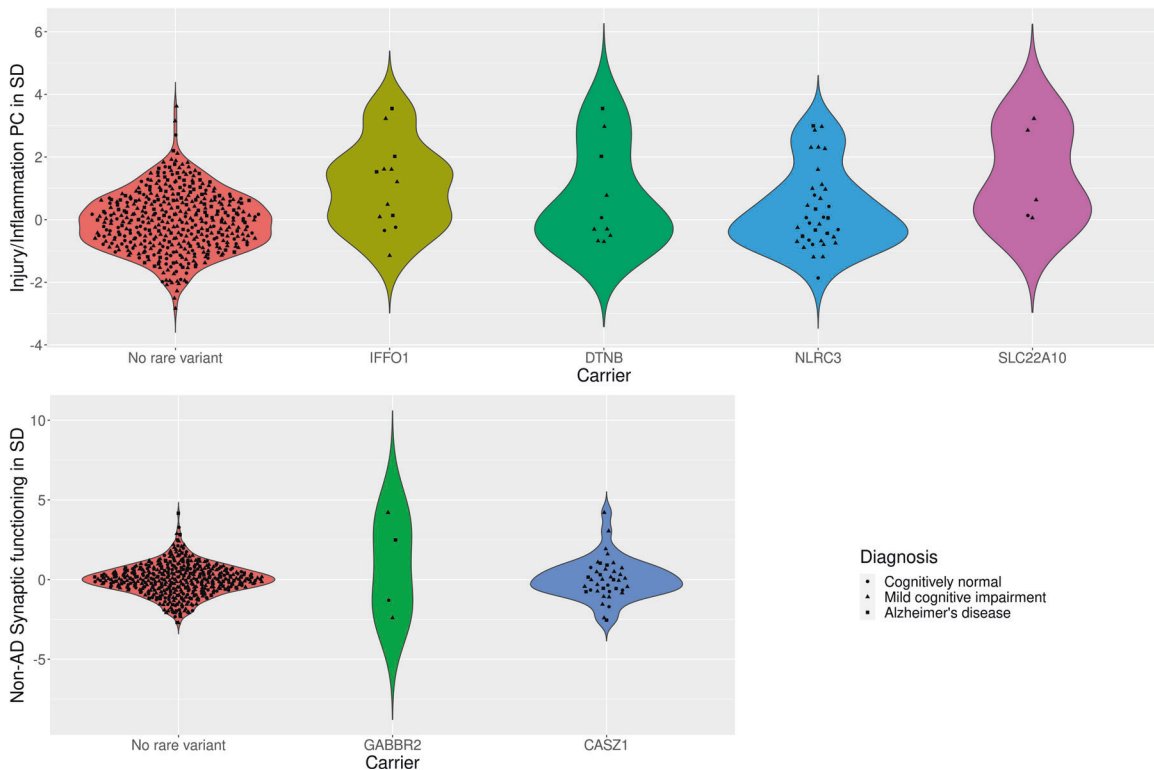 Injury/Inflammation PC in SD
6
4
2
0
-2
-4
No rare variant IFFO1 DTNB NLRC3 SLC22A10
Carrier
Non-AD Synaptic functioning in SD
10
5
0
-5
No rare variant GABBR2 CASZ1
Carrier
Diagnosis
Cognitively normal
Mild cognitive impairment
Alzheimer's disease